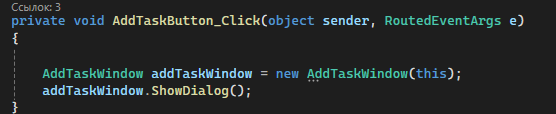 Ссылок: 3
private void AddTaskButton_Click(object sender, RoutedEventArgs e)
{
AddTaskWindow addTaskWindow = new AddTaskWindow(this);
addTaskWindow.ShowDialog();
}